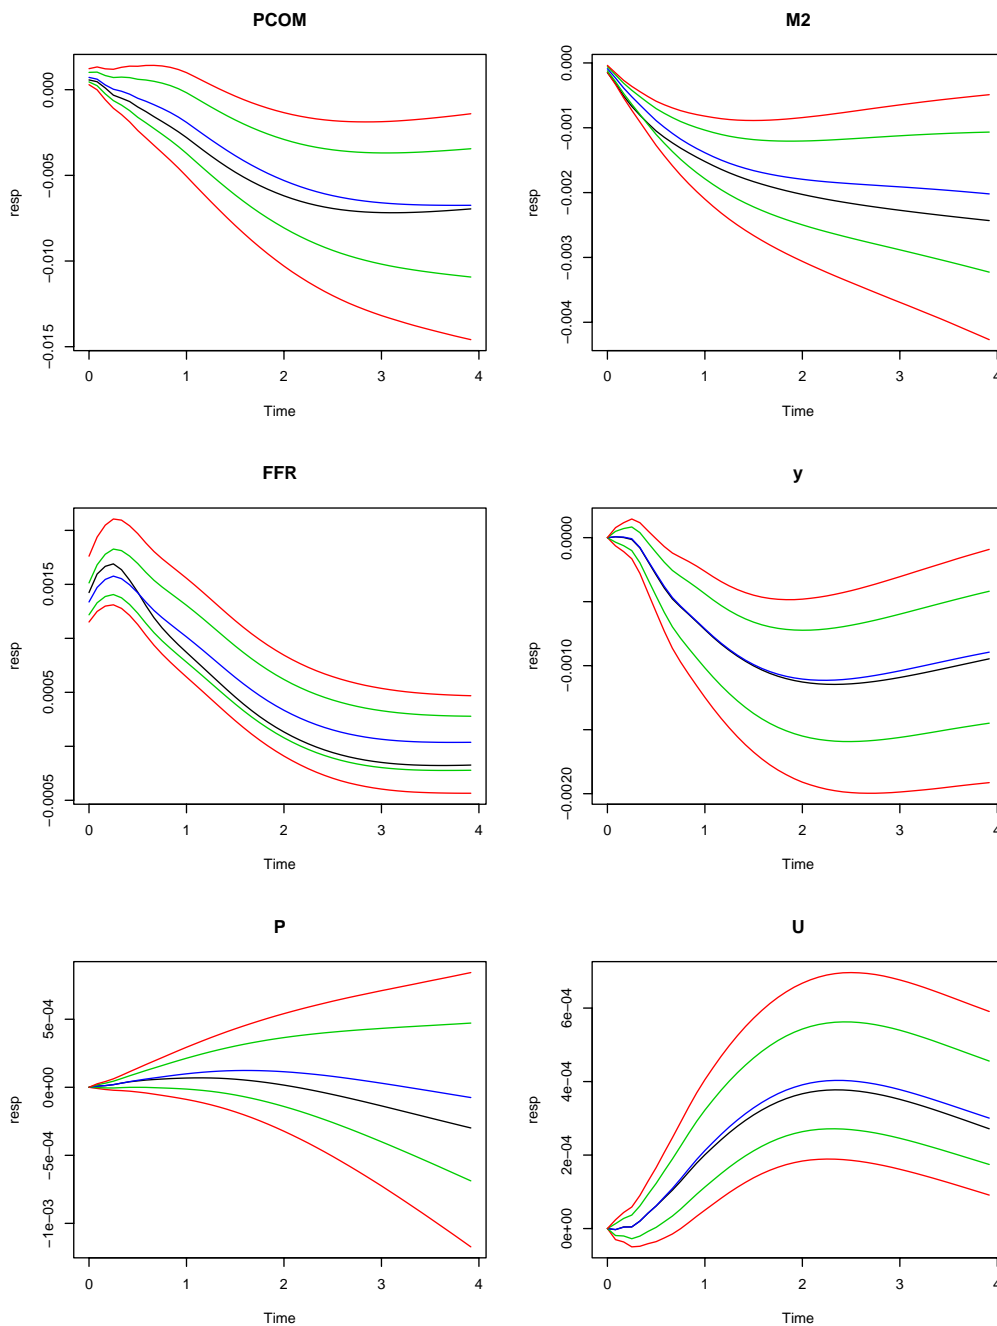 PCOM
M2
0.000
−0.005
−0.010
−0.015
resp
0 1 2 3 4
Time
0.000
−0.001
−0.002
−0.003
−0.004
resp
0 1 2 3 4
Time
FFR
y
0.0015
0.0005
−0.0005
resp
0 1 2 3 4
Time
0.0000
−0.0010
−0.0020
resp
0 1 2 3 4
Time
P
U
5e−04
0e+00
−5e−04
−1e−03
resp
0 1 2 3 4
Time
6e−04
4e−04
2e−04
0e+00
resp
0 1 2 3 4
Time